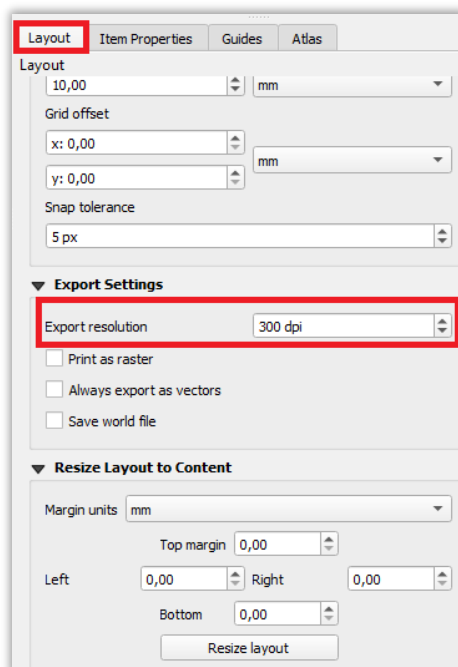 Layout Item Properties Guides Atlas
Layout
10,00 mm
Grid offset
x: 0,00
mm
y: 0,00
Snap tolerance
5 px
Export Settings
Export resolution 300 dpi
Print as raster
Always export as vectors
Save world file
Resize Layout to Content
Margin units mm
Top margin 0,00
Left 0,00 Right 0,00
Bottom 0,00
Resize layout